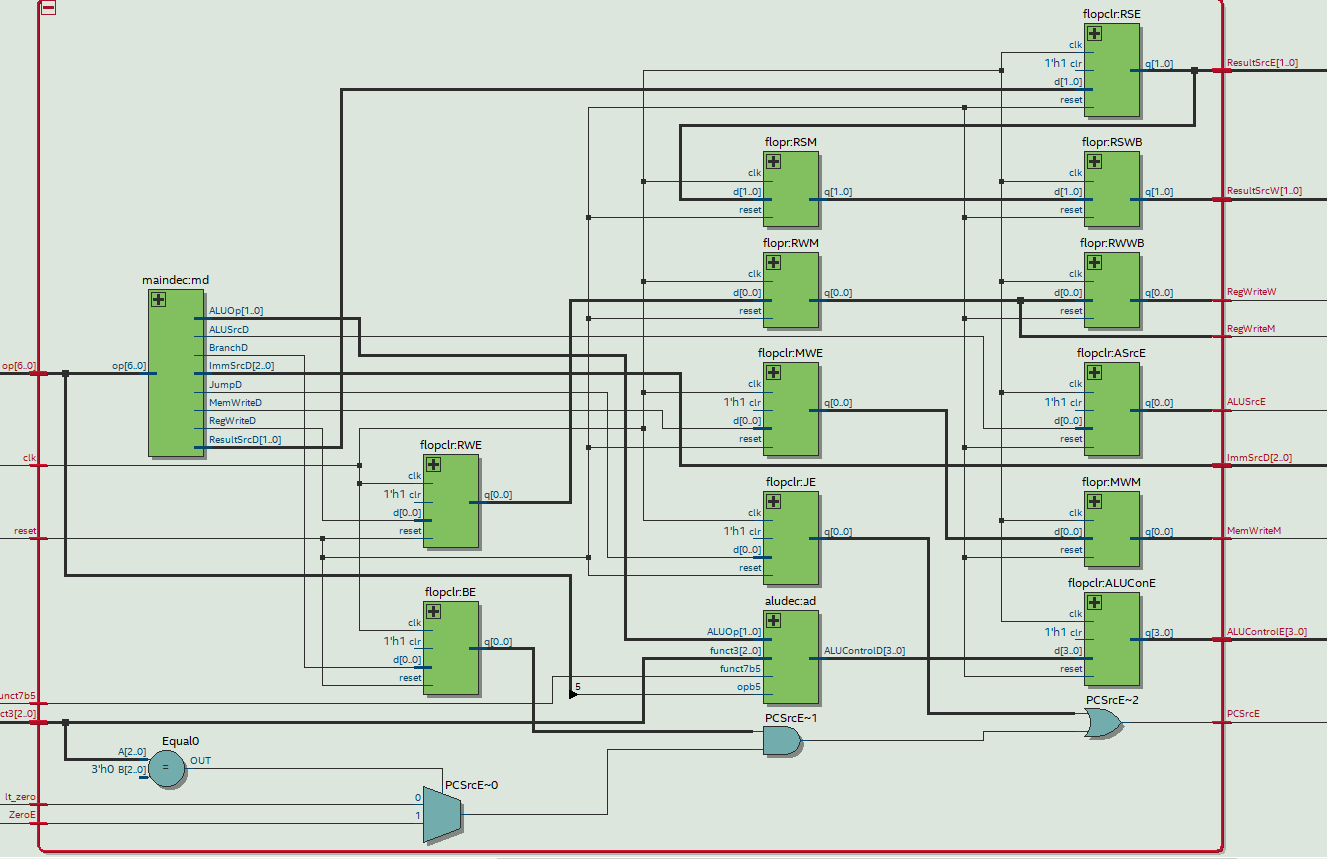 flopclr:RSE
clk
1'h1 clr
d[1..0]
reset
q[1..0]
ResultSrcE[1..0]
flopr:RSM
clk
d[1..0]
reset
q[1..0]
flopr:RSWB
clk
d[1..0]
reset
q[1..0]
ResultSrcW[1..0]
flopr:RWM
clk
d[0..0]
reset
q[0..0]
flopr:RWWB
clk
d[0..0]
reset
q[0..0]
RegWriteW
RegWriteM
maindec:md
op[6..0]
op[6..0]
ALUOp[1..0]
ALUSrcD
BranchD
ImmSrcD[2..0]
JumpD
MemWriteD
RegWriteD
ResultSrcD[1..0]
flopclr:MWE
clk
1'h1 clr
d[0..0]
reset
q[0..0]
flopclr:ASrcE
clk
1'h1 clr
d[0..0]
reset
q[0..0]
ALUSrcE
ImmSrcD[2..0]
clk
reset
flopclr:RWE
clk
1'h1 clr
d[0..0]
reset
q[0..0]
flopclr:JE
clk
1'h1 clr
d[0..0]
reset
q[0..0]
flopr:MWM
clk
d[0..0]
reset
q[0..0]
MemWriteM
flopclr:BE
clk
1'h1 clr
d[0..0]
reset
q[0..0]
aludec:ad
ALUOp[1..0]
funct3[2..0]
funct7b5
opb5
5
ALUControlD[3..0]
flopclr:ALUConE
clk
1'h1 clr
d[3..0]
reset
q[3..0]
ALUControlE[3..0]
unct7b5
ct3[2..0]
Equal0
A[2..0]
3'h0 B[2..0]
=
OUT
PCSrcE~1
PCSrcE~2
PCSrcE
PCSrcE~0
lt_zero
0
ZeroE
1